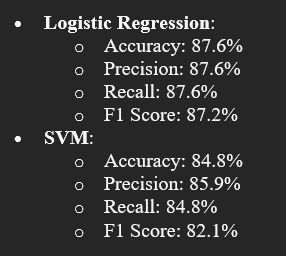 • Logistic Regression:
o Accuracy: 87.6%
o Precision: 87.6%
o Recall: 87.6%
o F1 Score: 87.2%
• SVM:
o Accuracy: 84.8%
o Precision: 85.9%
o Recall: 84.8%
o F1 Score: 82.1%